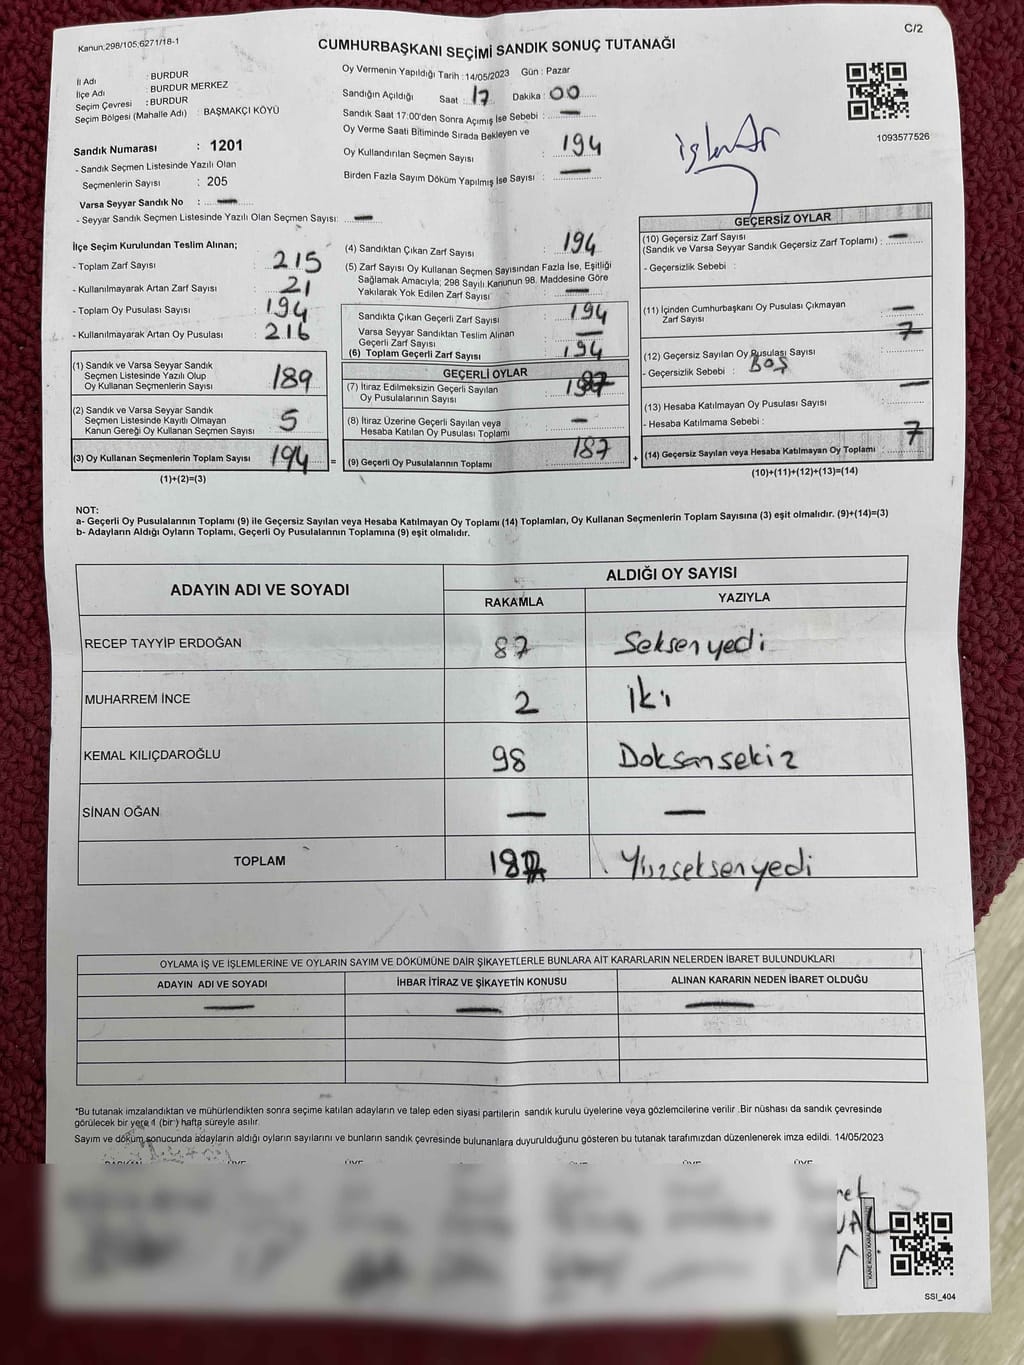 Kanun;298/105;6271/18-1
C/2
CUMHURBAŞKANI SEÇİMİ SANDIK SONUÇ TUTANAĞI
İl Adı : BURDUR
İlçe Adı : BURDUR MERKEZ
Seçim Çevresi : BURDUR
Seçim Bölgesi (Mahalle Adı) : BAŞMAKÇI KÖYÜ
Sandık Numarası : 1201
- Sandık Seçmen Listesinde Yazılı Olan
Seçmenlerin Sayısı : 205
Varsa Seyyar Sandık No : —
- Seyyar Sandık Seçmen Listesinde Yazılı Olan Seçmen Sayısı: —
Oy Vermenin Yapıldığı Tarih : 14/05/2023 Gün : Pazar
Sandığın Açıldığı Saat : 17 Dakika : 00
Sandık Saat 17:00'den Sonra Açımış İse Sebebi : —
Oy Verme Saati Bitiminde Sırada Bekleyen ve
Oy Kullandırılan Seçmen Sayısı : 194
Birden Fazla Sayım Döküm Yapılmış İse Sayısı : —
işlendi
1093577526
İlçe Seçim Kurulundan Teslim Alınan;
- Toplam Zarf Sayısı : 215
- Kullanılmayarak Artan Zarf Sayısı : 21
- Toplam Oy Pusulası Sayısı : 194
- Kullanılmayarak Artan Oy Pusulası : 216
(1) Sandık ve Varsa Seyyar Sandık
Seçmen Listesinde Yazılı Olup
Oy Kullanan Seçmenlerin Sayısı 189
(2) Sandık ve Varsa Seyyar Sandık
Seçmen Listesinde Kayıtlı Olmayan
Kanun Gereği Oy Kullanan Seçmen Sayısı 5
(3) Oy Kullanan Seçmenlerin Toplam Sayısı 194 =
(1)+(2)=(3)
(4) Sandıktan Çıkan Zarf Sayısı : 194
(5) Zarf Sayısı Oy Kullanan Seçmen Sayısından Fazla İse, Eşitliği
Sağlamak Amacıyla; 298 Sayılı Kanunun 98. Maddesine Göre
Yakılarak Yok Edilen Zarf Sayısı —
Sandıkta Çıkan Geçerli Zarf Sayısı 194
Varsa Seyyar Sandıktan Teslim Alınan
Geçerli Zarf Sayısı —
(6) Toplam Geçerli Zarf Sayısı 194
GEÇERLİ OYLAR
(7) İtiraz Edilmeksizin Geçerli Sayılan
Oy Pusulalarının Sayısı 187
(8) İtiraz Üzerine Geçerli Sayılan veya
Hesaba Katılan Oy Pusulası Toplamı —
(9) Geçerli Oy Pusulalarının Toplamı 187 +
GEÇERSİZ OYLAR
(10) Geçersiz Zarf Sayısı
(Sandık ve Varsa Seyyar Sandık Geçersiz Zarf Toplamı) : —
- Geçersizlik Sebebi :
(11) İçinden Cumhurbaşkanı Oy Pusulası Çıkmayan
Zarf Sayısı : —
(12) Geçersiz Sayılan Oy Pusulası Sayısı 7
- Geçersizlik Sebebi : BOŞ
(13) Hesaba Katılmayan Oy Pusulası Sayısı : —
- Hesaba Katılmama Sebebi :
(14) Geçersiz Sayılan veya Hesaba Katılmayan Oy Toplamı : 7
(10)+(11)+(12)+(13)=(14)
NOT:
a- Geçerli Oy Pusulalarının Toplamı (9) ile Geçersiz Sayılan veya Hesaba Katılmayan Oy Toplamı (14) Toplamları, Oy Kullanan Seçmenlerin Toplam Sayısına (3) eşit olmalıdır. (9)+(14)=(3)
b- Adayların Aldığı Oyların Toplamı, Geçerli Oy Pusulalarının Toplamına (9) eşit olmalıdır.
ADAYIN ADI VE SOYADI
ALDIĞI OY SAYISI
RAKAMLA YAZIYLA
RECEP TAYYİP ERDOĞAN 87 Seksenyedi
MUHARREM İNCE 2 İki
KEMAL KILIÇDAROĞLU 98 Doksansekiz
SİNAN OĞAN — —
TOPLAM 187 Yüzseksenyedi
OYLAMA İŞ VE İŞLEMLERİNE VE OYLARIN SAYIM VE DÖKÜMÜNE DAİR ŞİKAYETLERLE BUNLARA AİT KARARLARIN NELERDEN İBARET BULUNDUKLARI
ADAYIN ADI VE SOYADI İHBAR İTİRAZ VE ŞİKAYETİN KONUSU ALINAN KARARIN NEDEN İBARET OLDUĞU
— — —
*Bu tutanak imzalandıktan ve mühürlendikten sonra seçime katılan adayların ve talep eden siyasi partilerin sandık kurulu üyelerine veya gözlemcilerine verilir .Bir nüshası da sandık çevresinde
görülecek bir yere 1 (bir) hafta süreyle asılır.
Sayım ve döküm sonucunda adayların aldığı oyların sayılarını ve bunların sandık çevresinde bulunanlara duyurulduğunu gösteren bu tutanak tarafımızdan düzenlenerek imza edildi. 14/05/2023
SSI_404